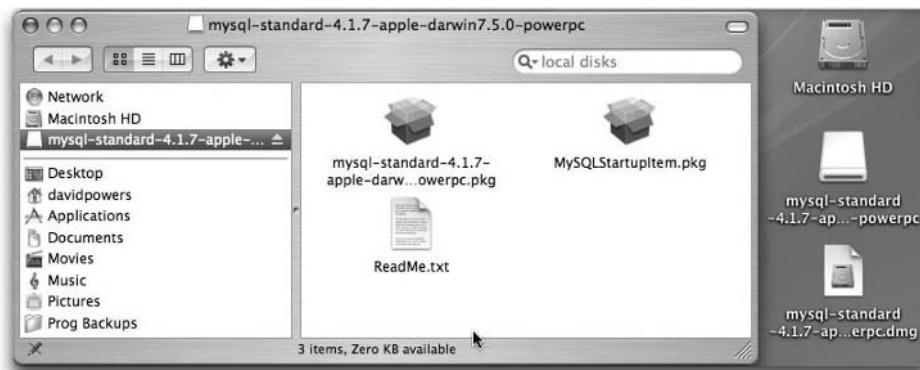 mysql-standard-4.1.7-apple-darwin7.5.0-powerpc
local disks
Network
Macintosh HD
mysql-standard-4.1.7-apple-...
Desktop
davidpowers
Applications
Documents
Movies
Music
Pictures
Prog Backups
mysql-standard-4.1.7-
apple-darw...owerpc.pkg
MySQLStartupItem.pkg
ReadMe.txt
3 items, Zero KB available
Macintosh HD
mysql-standard
-4.1.7-ap...-powerpc
mysql-standard
-4.1.7-ap...erpc.dmg